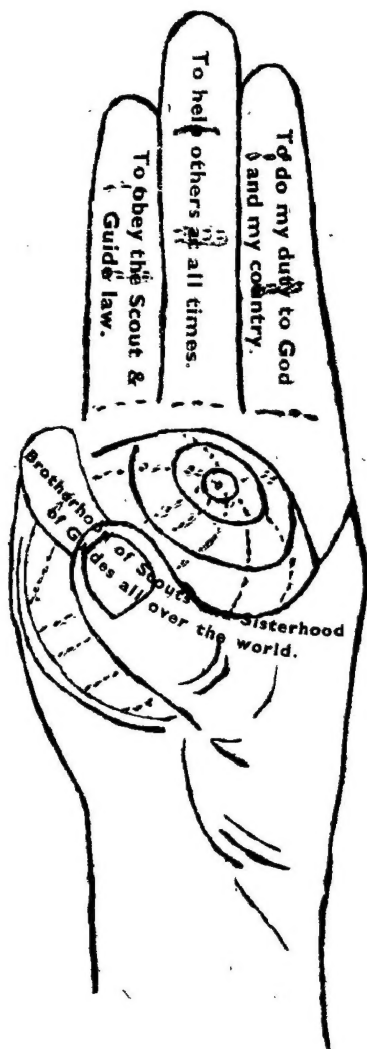 To do my duty to God
and my country.
To help others at all times.
To obey the Scout &
Guide law.
Brotherhood of Scouts Sisterhood
of Guides all over the world.